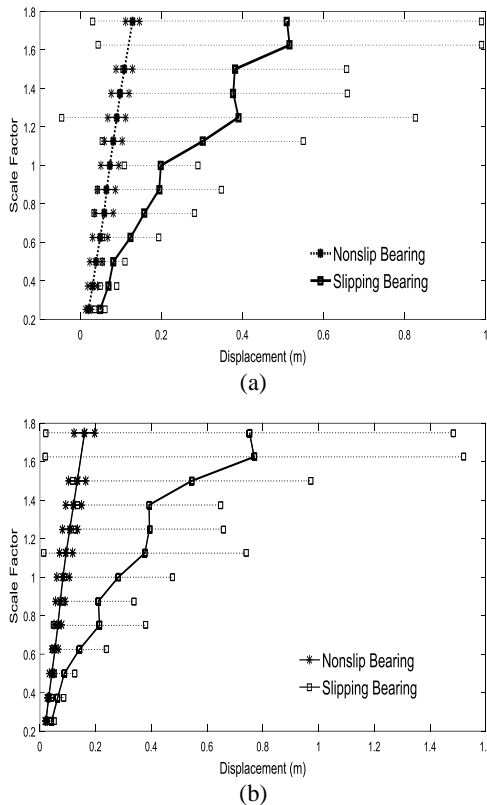 1.8
1.6
1.4
1.2
1
0.8
0.6
0.4
0.2
Scale Factor
Nonslip Bearing
Slipping Bearing
0 0.2 0.4 0.6 0.8 1
Displacement (m)
(a)
1.8
1.6
1.4
1.2
1
0.8
0.6
0.4
0.2
Scale Factor
Nonslip Bearing
Slipping Bearing
0 0.2 0.4 0.6 0.8 1 1.2 1.4 1.6
Displacement (m)
(b)